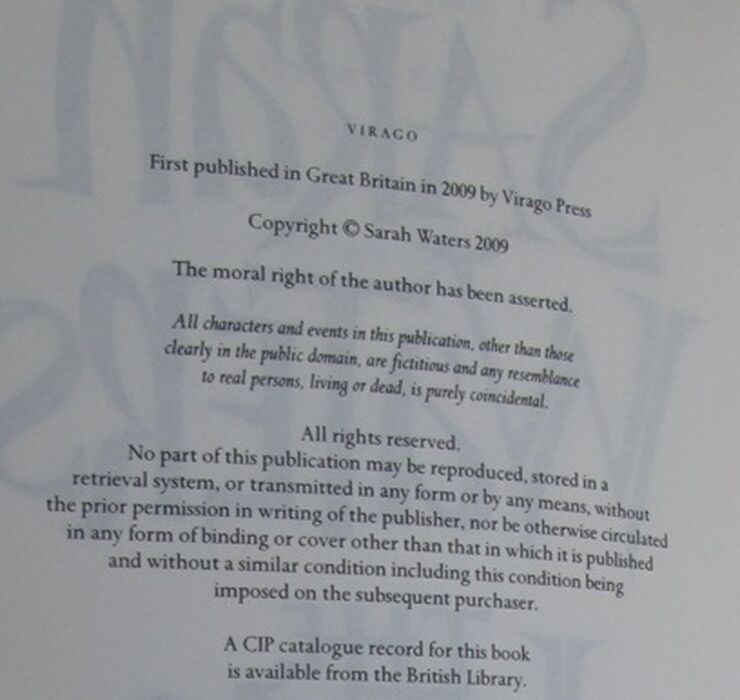 VIRAGO
First published in Great Britain in 2009 by Virago Press
Copyright © Sarah Waters 2009
The moral right of the author has been asserted.
All characters and events in this publication, other than those
clearly in the public domain, are fictitious and any resemblance
to real persons, living or dead, is purely coincidental.
All rights reserved.
No part of this publication may be reproduced, stored in a
retrieval system, or transmitted in any form or by any means, without
the prior permission in writing of the publisher, nor be otherwise circulated
in any form of binding or cover other than that in which it is published
and without a similar condition including this condition being
imposed on the subsequent purchaser.
A CIP catalogue record for this book
is available from the British Library.